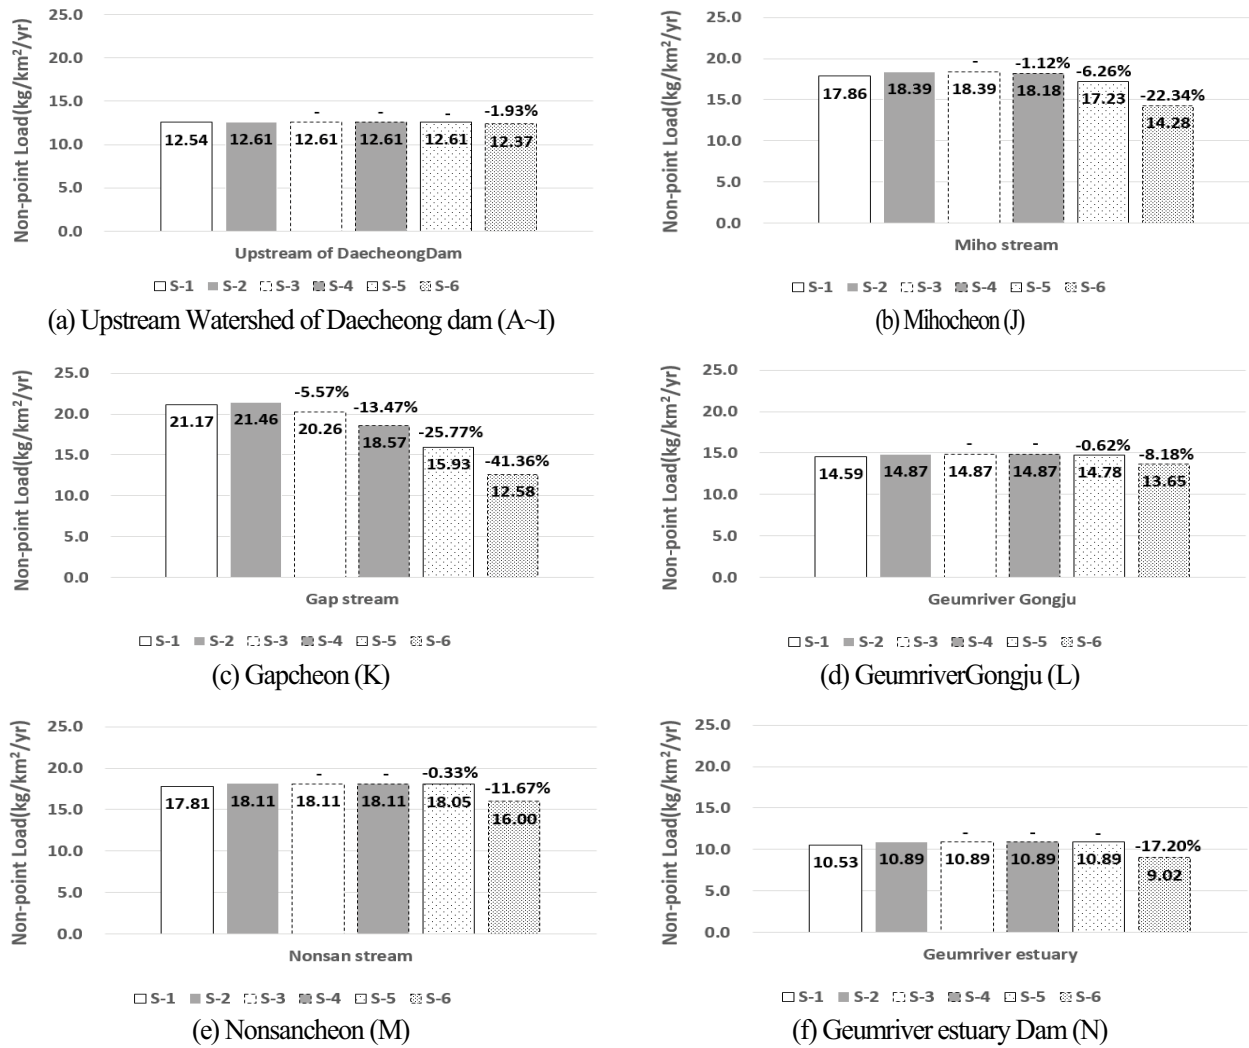 Non-point Load(kg/km²/yr)
25.0
20.0
15.0
10.0
5.0
0.0
- - - -1.93%
12.54 12.61 12.61 12.61 12.61 12.37
Upstream of DaecheongDam
S-1 S-2 S-3 S-4 S-5 S-6
(a) Upstream Watershed of Daecheong dam (A~I)
Non-point Load(kg/km²/yr)
25.0
20.0
15.0
10.0
5.0
0.0
- -1.12% -6.26% -22.34%
17.86 18.39 18.39 18.18 17.23 14.28
Miho stream
S-1 S-2 S-3 S-4 S-5 S-6
(b) Mihocheon (J)
Non-point Load(kg/km²/yr)
25.0
20.0
15.0
10.0
5.0
0.0
-5.57% -13.47% -25.77% -41.36%
21.17 21.46 20.26 18.57 15.93 12.58
Gap stream
S-1 S-2 S-3 S-4 S-5 S-6
(c) Gapcheon (K)
Non-point Load(kg/km²/yr)
25.0
20.0
15.0
10.0
5.0
0.0
- - -0.62% -8.18%
14.59 14.87 14.87 14.87 14.78 13.65
Geumriver Gongju
S-1 S-2 S-3 S-4 S-5 S-6
(d) GeumriverGongju (L)
Non-point Load(kg/km²/yr)
25.0
20.0
15.0
10.0
5.0
0.0
- - -0.33% -11.67%
17.81 18.11 18.11 18.11 18.05 16.00
Nonsan stream
S-1 S-2 S-3 S-4 S-5 S-6
(e) Nonsancheon (M)
Non-point Load(kg/km²/yr)
25.0
20.0
15.0
10.0
5.0
0.0
- - - -17.20%
10.53 10.89 10.89 10.89 10.89 9.02
Geumriver estuary
S-1 S-2 S-3 S-4 S-5 S-6
(f) Geumriver estuary Dam (N)